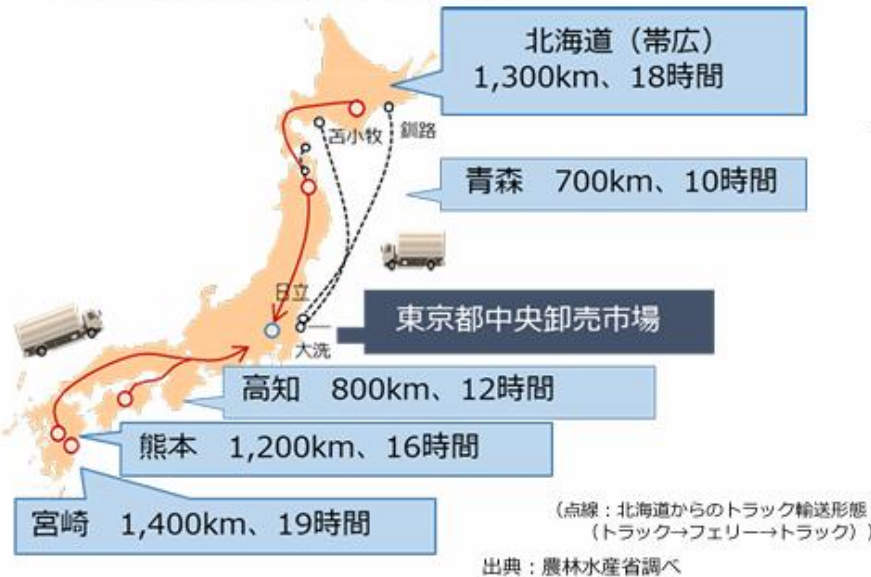 北海道（帯広）
1,300km、18時間
苫小牧
釧路
青森　700km、10時間
日立
東京都中央卸売市場
大洗
高知　800km、12時間
熊本　1,200km、16時間
宮崎　1,400km、19時間
（点線：北海道からのトラック輸送形態
（トラック→フェリー→トラック））
出典：農林水産省調べ